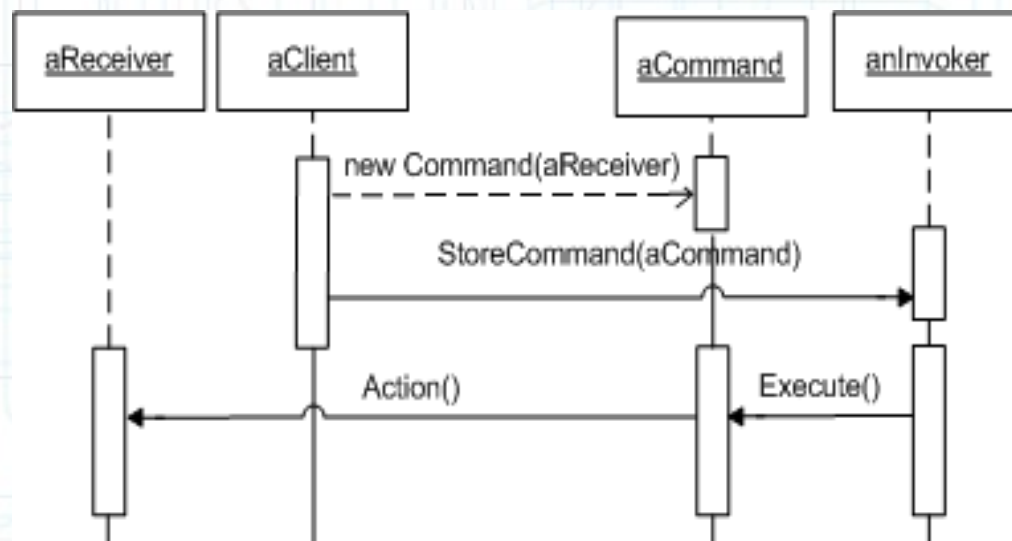 aReceiver
aClient
aCommand
anInvoker
new Command(aReceiver)
StoreCommand(aCommand)
Action()
Execute()